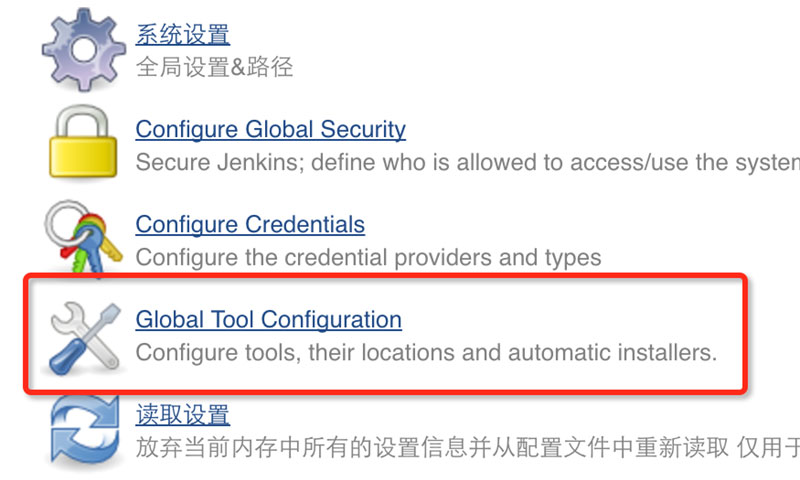 系统设置
全局设置&路径
Configure Global Security
Secure Jenkins; define who is allowed to access/use the system
Configure Credentials
Configure the credential providers and types
Global Tool Configuration
Configure tools, their locations and automatic installers.
读取设置
放弃当前内存中所有的设置信息并从配置文件中重新读取 仅用于